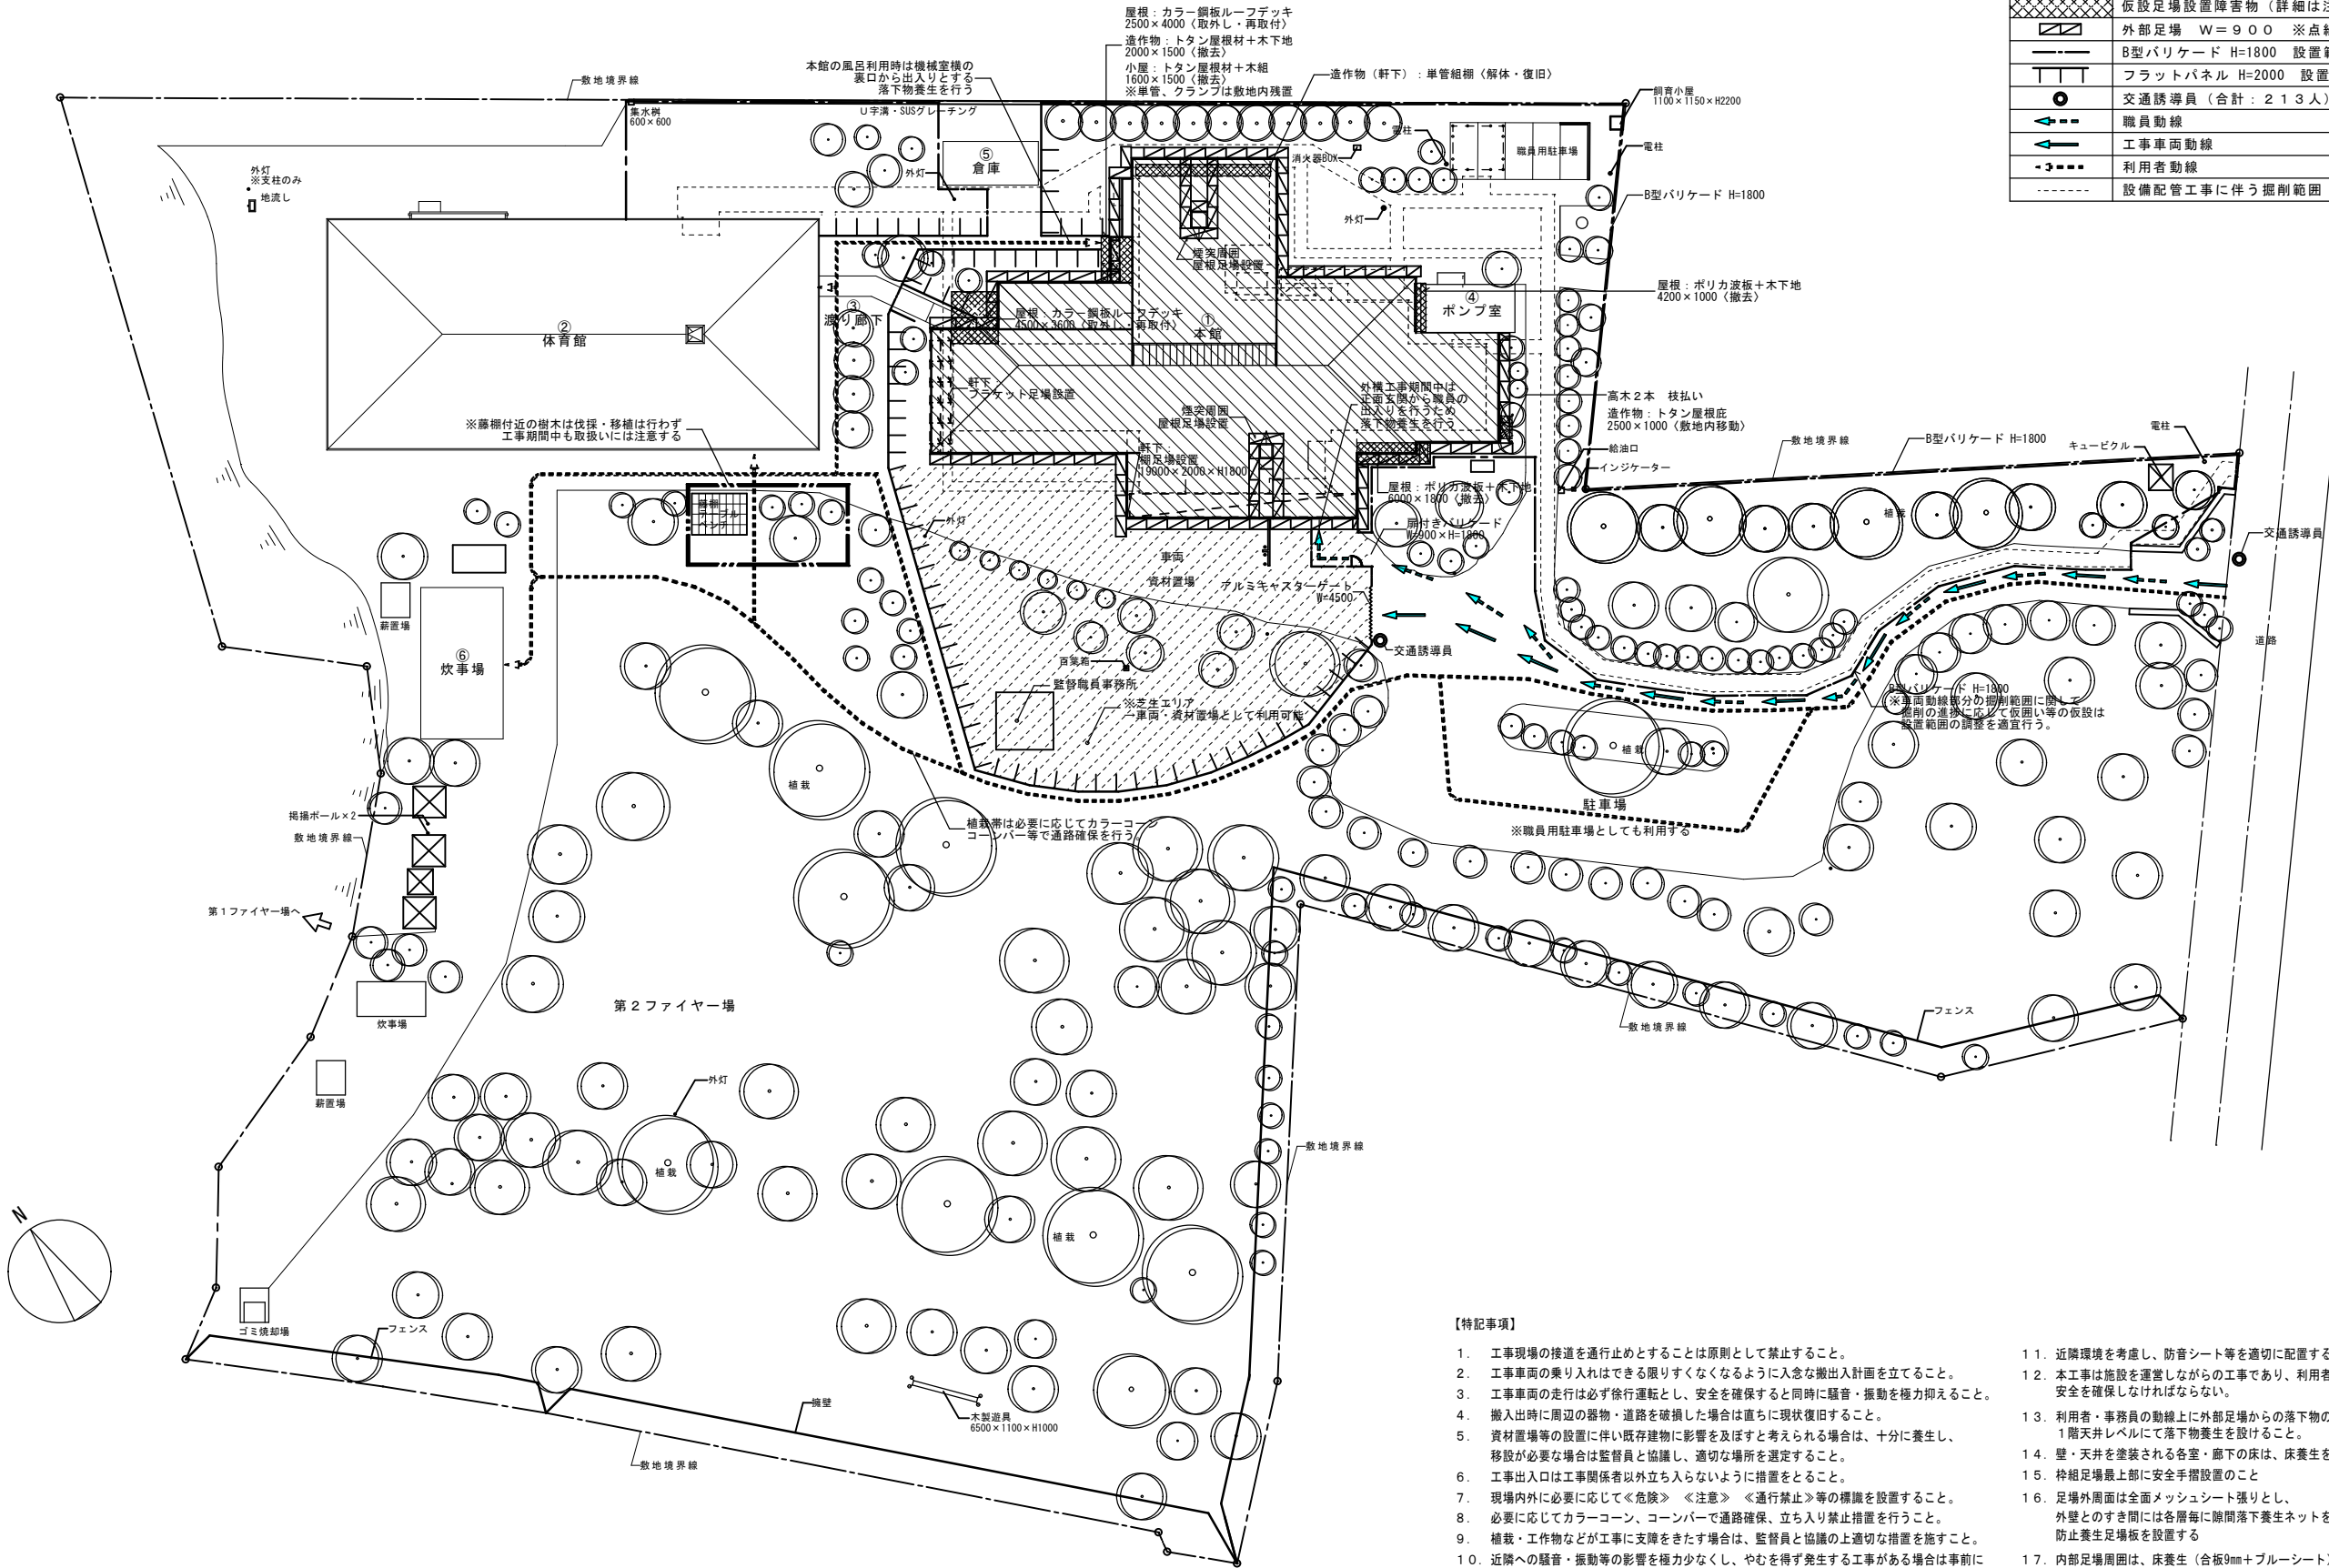 仮設足場設置障害物（詳細は
外部足場　Ｗ＝９００　※点
B型バリケード H=1800　設置
フラットパネル H=2000　設置
交通誘導員（合計：２１３人）
職員動線
工事車両動線
利用者動線
設備配管工事に伴う掘削範囲
屋根：カラー鋼板ルーフデッキ
2500×4000〈取外し・再取付〉
造作物：トタン屋根材＋木下地
2000×1500〈撤去〉
小屋：トタン屋根材＋木組
1600×1500〈撤去〉
※単管、クランプは敷地内残置
本館の風呂利用時は機械室横の
裏口から出入りとする
落下物養生を行う
造作物（軒下）：単管組棚〈解体・復旧〉
敷地境界線
集水桝
600×600
U字溝・SUSグレーチング
飼育小屋
1100×1150×H2200
電柱
消火器BOX
職員用駐車場
電柱
外灯
※支柱のみ
地流し
⑤
倉庫
外灯
B型バリケード H=1800
外灯
煙突周囲
屋根足場設置
屋根：ポリカ波板＋木下地
4200×1000〈撤去〉
④
ポンプ室
③
渡り廊下
屋根：カラー鋼板ルーフデッキ
4500×3600〈取外し・再取付〉
①
本館
②
体育館
軒下
ブラケット足場設置
外構工事期間中は
正面玄関から職員の
出入りを行うため
落下物養生を行う
高木２本　枝払い
造作物：トタン屋根庇
2500×1000〈敷地内移動〉
※藤棚付近の樹木は伐採・移植は行わず
工事期間中も取扱いには注意する
煙突周囲
屋根足場設置
軒下
棚足場設置
19000×2000×H1800
給油口
インジケーター
敷地境界線
B型バリケード H=1800
キュービクル
電柱
屋根：ポリカ波板＋木下地
6000×1800〈撤去〉
扉付きバリケード
W=900×H=1800
藤棚
テーブル
ベンチ
外灯
植栽
交通誘導員
車両
資材置場
アルミキャスターゲート
W=4500
薪置場
⑥
炊事場
百葉箱
監督職員事務所
交通誘導員
道路
※芝生エリア
→車両・資材置場として利用可能
B型バリケード H=1800
※車両動線部分の掘削範囲に関して
掘削の進捗に応じて仮囲い等の仮設は
設置範囲の調整を適宜行う。
植栽
植栽
駐車場
※職員用駐車場としても利用する
掲揚ポール×2
敷地境界線
植栽帯は必要に応じてカラーコーン
コーンバー等で通路確保を行う。
第１ファイヤー場へ
第２ファイヤー場
炊事場
敷地境界線
フェンス
薪置場
外灯
植栽
敷地境界線
植栽
N
ゴミ焼却場
フェンス
擁壁
木製遊具
6500×1100×H1000
敷地境界線
【特記事項】
１． 工事現場の接道を通行止めとすることは原則として禁止すること。
２． 工事車両の乗り入れはできる限りすくなくなるように入念な搬出入計画を立てること。
３． 工事車両の走行は必ず徐行運転とし、安全を確保すると同時に騒音・振動を極力抑えること。
４． 搬入出時に周辺の器物・道路を破損した場合は直ちに現状復旧すること。
５． 資材置場等の設置に伴い既存建物に影響を及ぼすと考えられる場合は、十分に養生し、
移設が必要な場合は監督員と協議し、適切な場所を選定すること。
６． 工事出入口は工事関係者以外立ち入らないように措置をとること。
７． 現場内外に必要に応じて≪危険≫　≪注意≫　≪通行禁止≫等の標識を設置すること。
８． 必要に応じてカラーコーン、コーンバーで通路確保、立ち入り禁止措置を行うこと。
９． 植栽・工作物などが工事に支障をきたす場合は、監督員と協議の上適切な措置を施すこと。
１０． 近隣への騒音・振動等の影響を極力少なくし、やむを得ず発生する工事がある場合は事前に
１１． 近隣環境を考慮し、防音シート等を適切に配置する
１２． 本工事は施設を運営しながらの工事であり、利用者
安全を確保しなければならない。
１３． 利用者・事務員の動線上に外部足場からの落下物の
１階天井レベルにて落下物養生を設けること。
１４． 壁・天井を塗装される各室・廊下の床は、床養生を
１５． 枠組足場最上部に安全手摺設置のこと
１６． 足場外周面は全面メッシュシート張りとし、
外壁とのすき間には各層毎に隙間落下養生ネットを
防止養生足場板を設置する
１７． 内部足場周囲は、床養生（合板9mm＋ブルーシート）